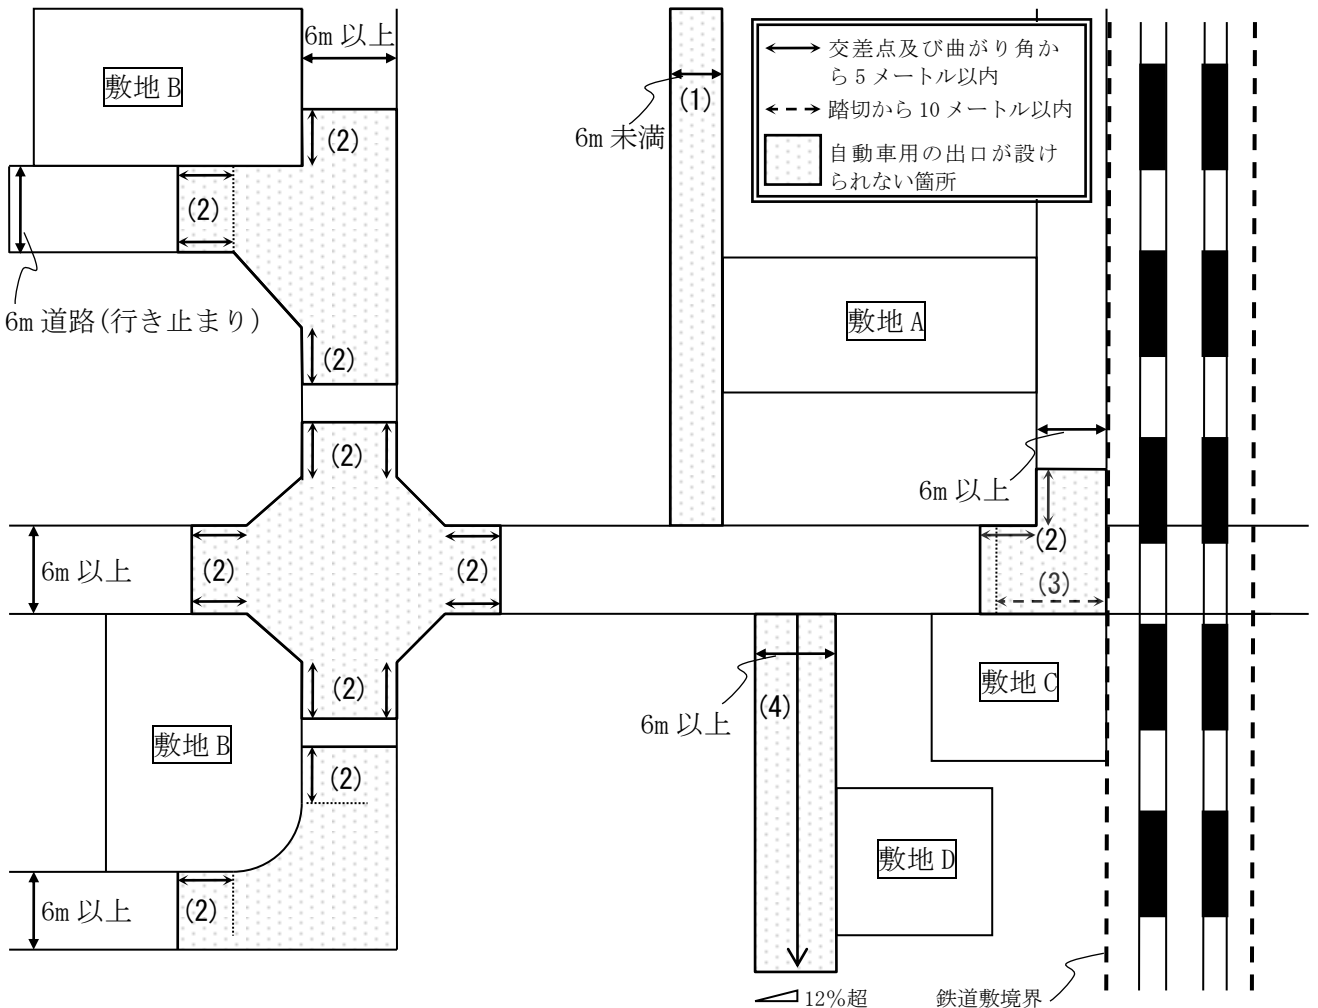 6m 以上
敷地 B
(1)
6m 未満
交差点及び曲がり角か
ら 5 メートル以内
踏切から 10 メートル以内
自動車用の出口が設け
られない箇所
(2)
(2)
6m 道路(行き止まり)
(2)
敷地 A
(2)
6m 以上
6m 以上
(2)
(2)
(2)
(3)
(2)
敷地 C
6m 以上
(4)
敷地 B
(2)
敷地 D
6m 以上
(2)
12%超
鉄道敷境界